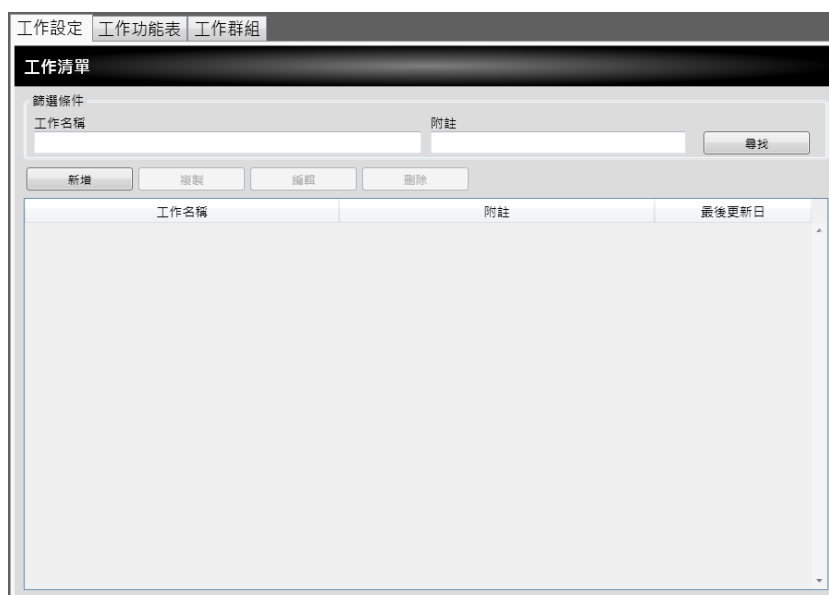 工作設定 工作功能表 工作群組
工作清單
篩選條件
工作名稱 附註
尋找
新增 複製 編輯 刪除
工作名稱 附註 最後更新日